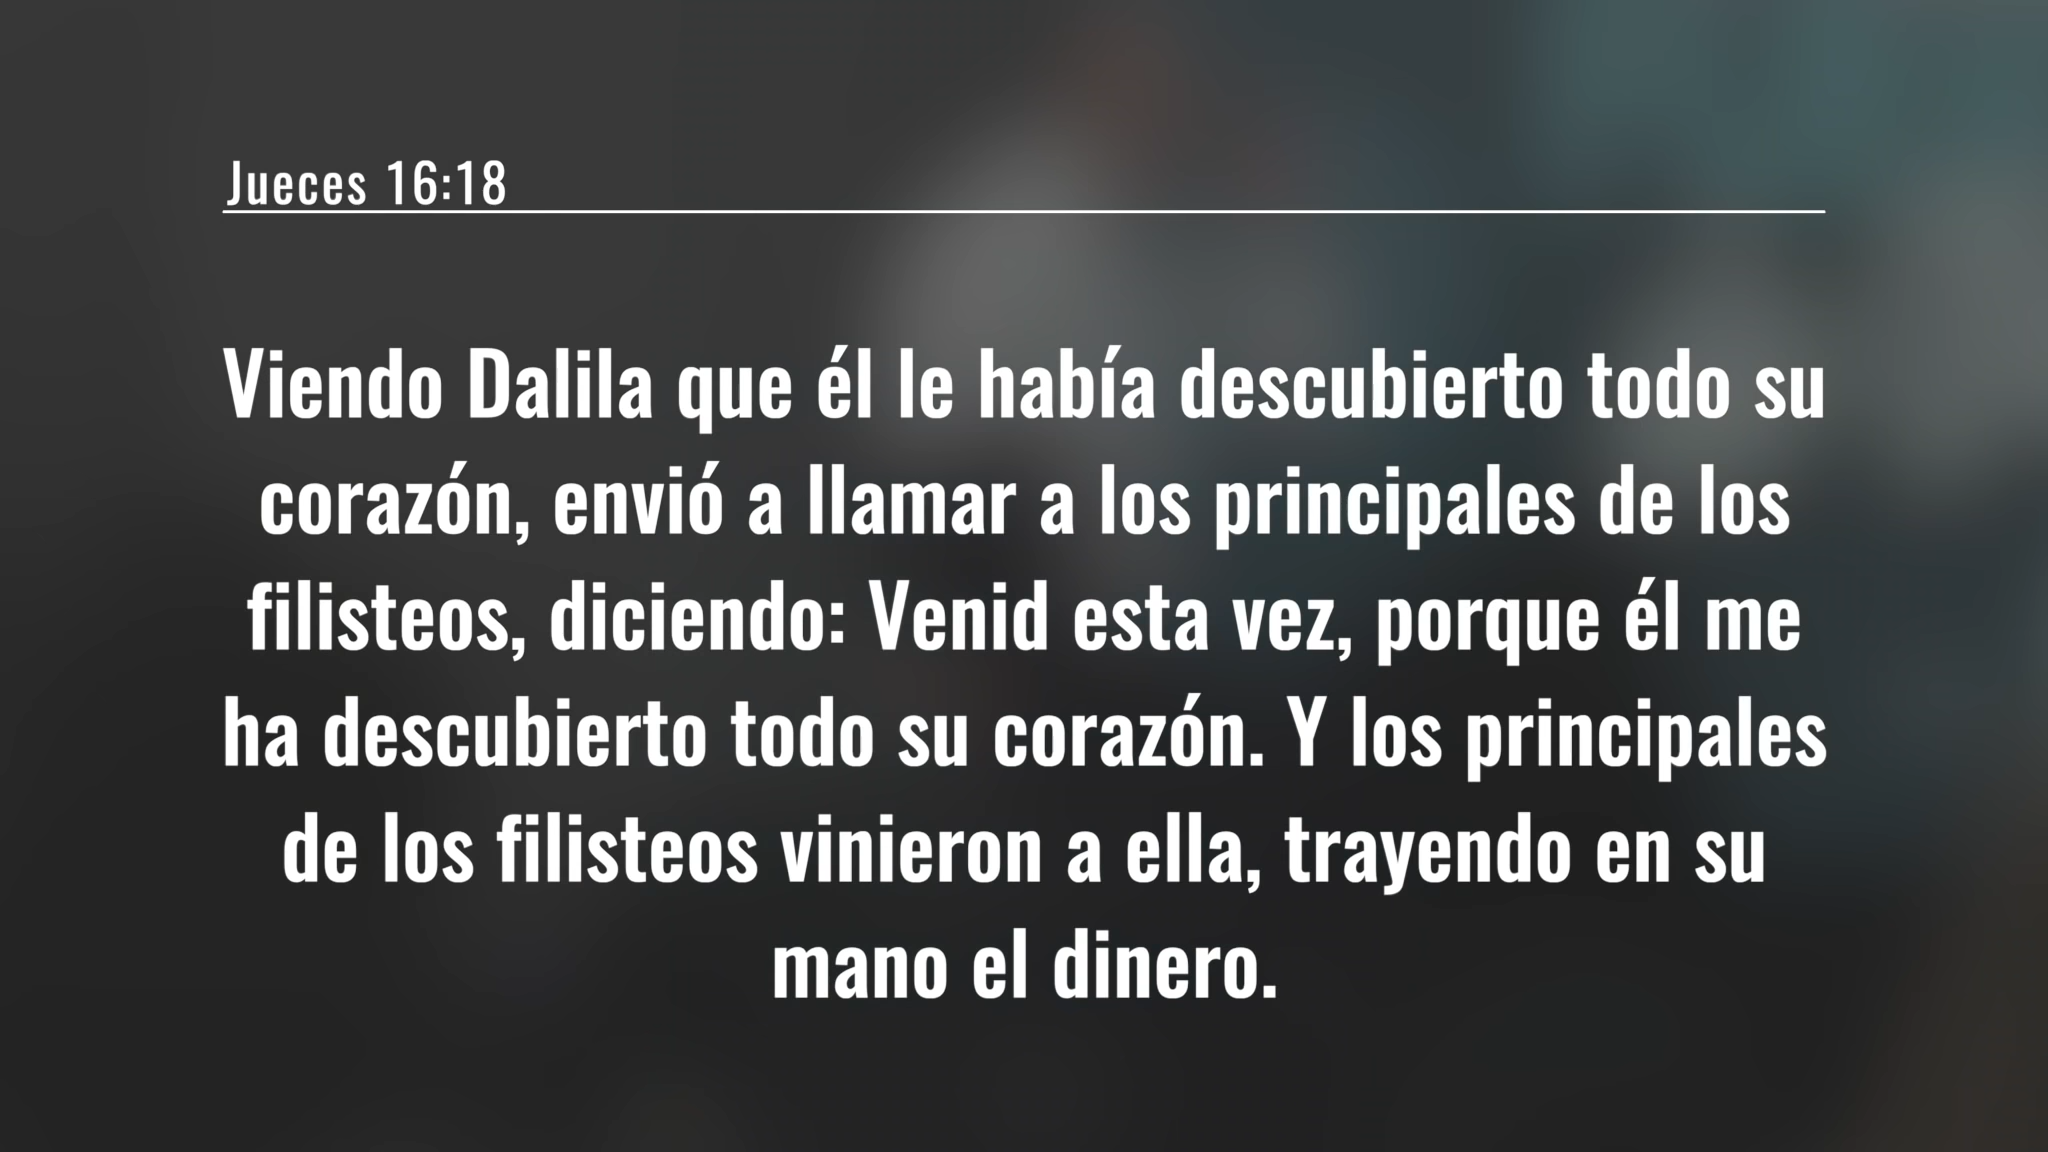 Jueces 16:18
Viendo Dalila que él le había descubierto todo su
corazón, envió a llamar a los principales de los
filisteos, diciendo: Venid esta vez, porque él me
ha descubierto todo su corazón. Y los principales
de los filisteos vinieron a ella, trayendo en su
mano el dinero.